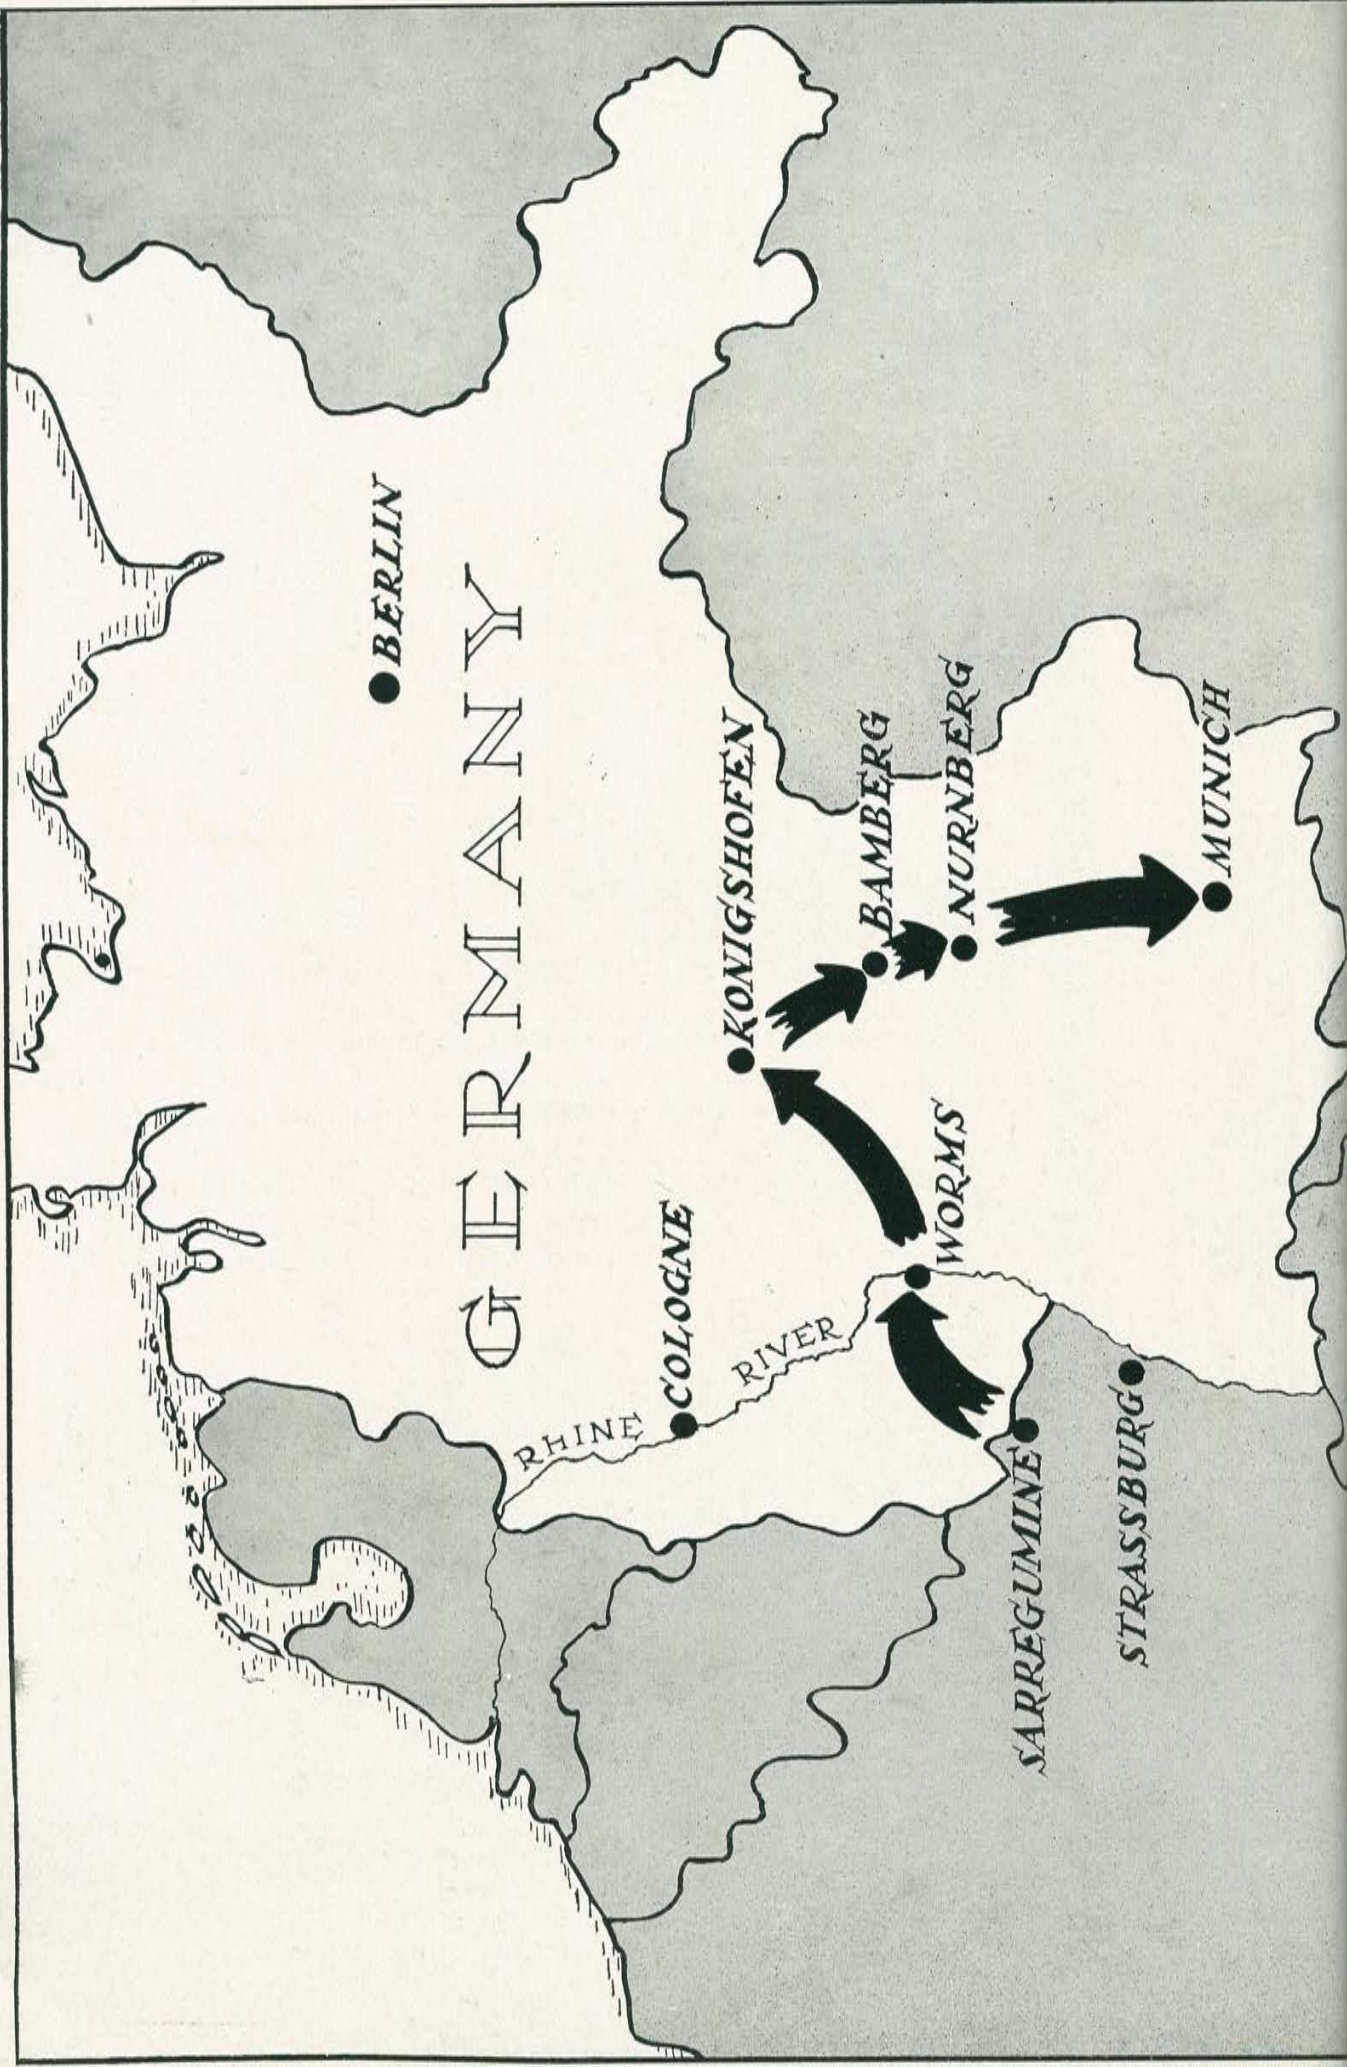 BERLIN
GERMANY
KONIGSHOFEN
COLOGNE
RHINE RIVER
BAMBERG
WORMS
NURNBERG
SARREGUMINE
STRASSBURG
MUNICH